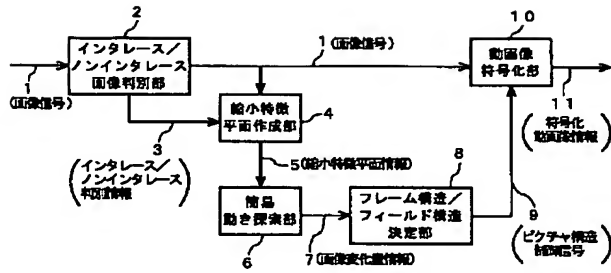 2
インタレース／
ノンインタレース
画像判別部
1
(画像信号)
1 (画像信号)
10
動画像
符号化部
11
(符号化
動画像情報)
3
(インタレース／
ノンインタレース
判別情報)
縮小特徴
平面作成部
4
5 (縮小特徴平面情報)
簡易
動き探索部
6
7 (画像変化量情報)
8
フレーム構造／
フィールド構造
決定部
9
(ピクチャ構造
制御信号)